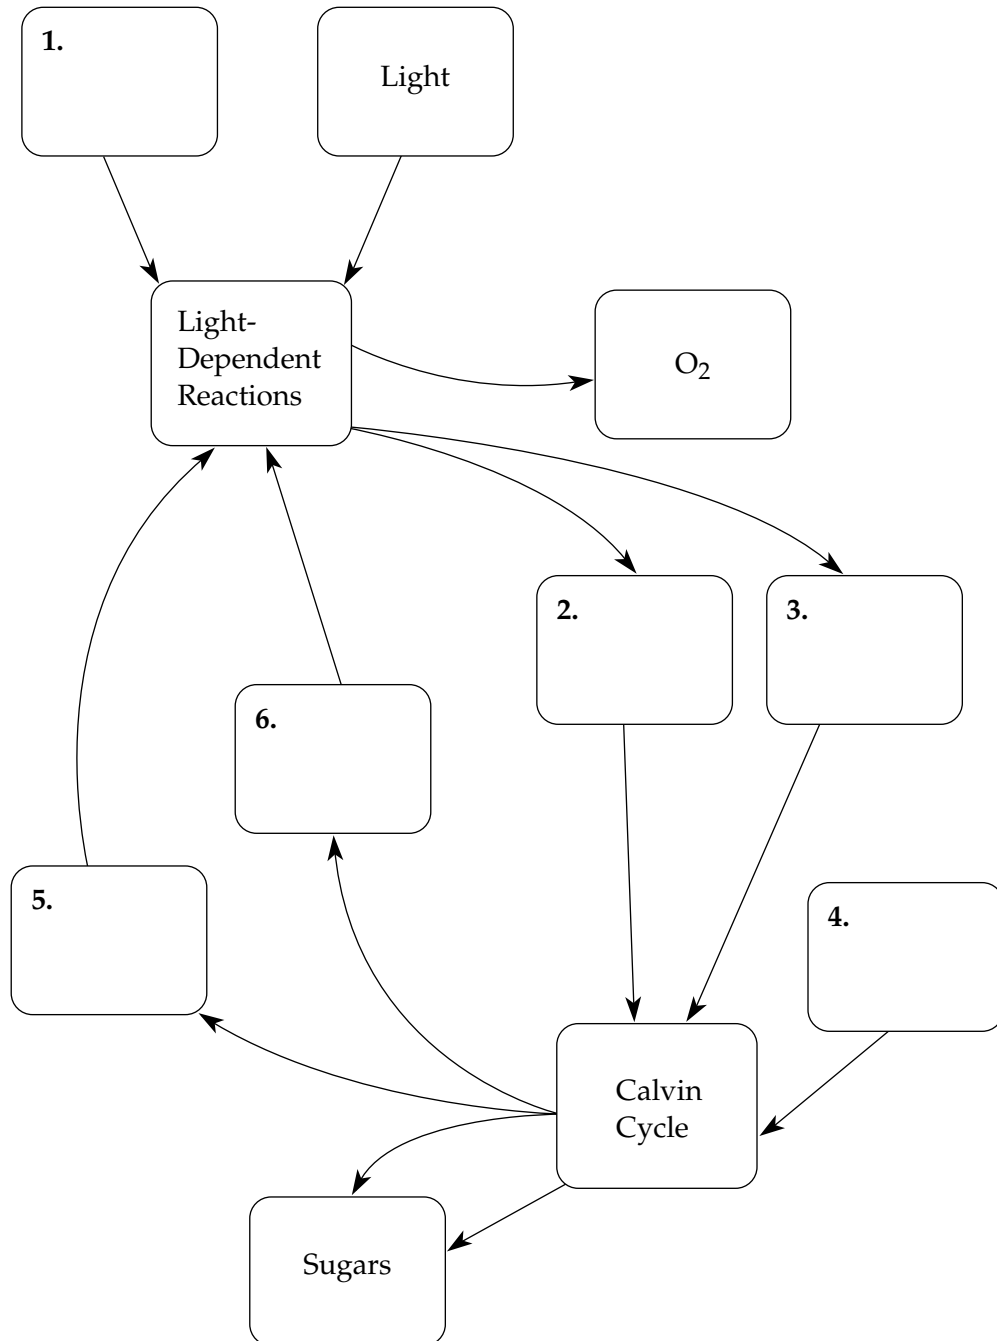 1.
Light
Light-
Dependent
Reactions
O₂
2.
3.
6.
5.
4.
Calvin
Cycle
Sugars